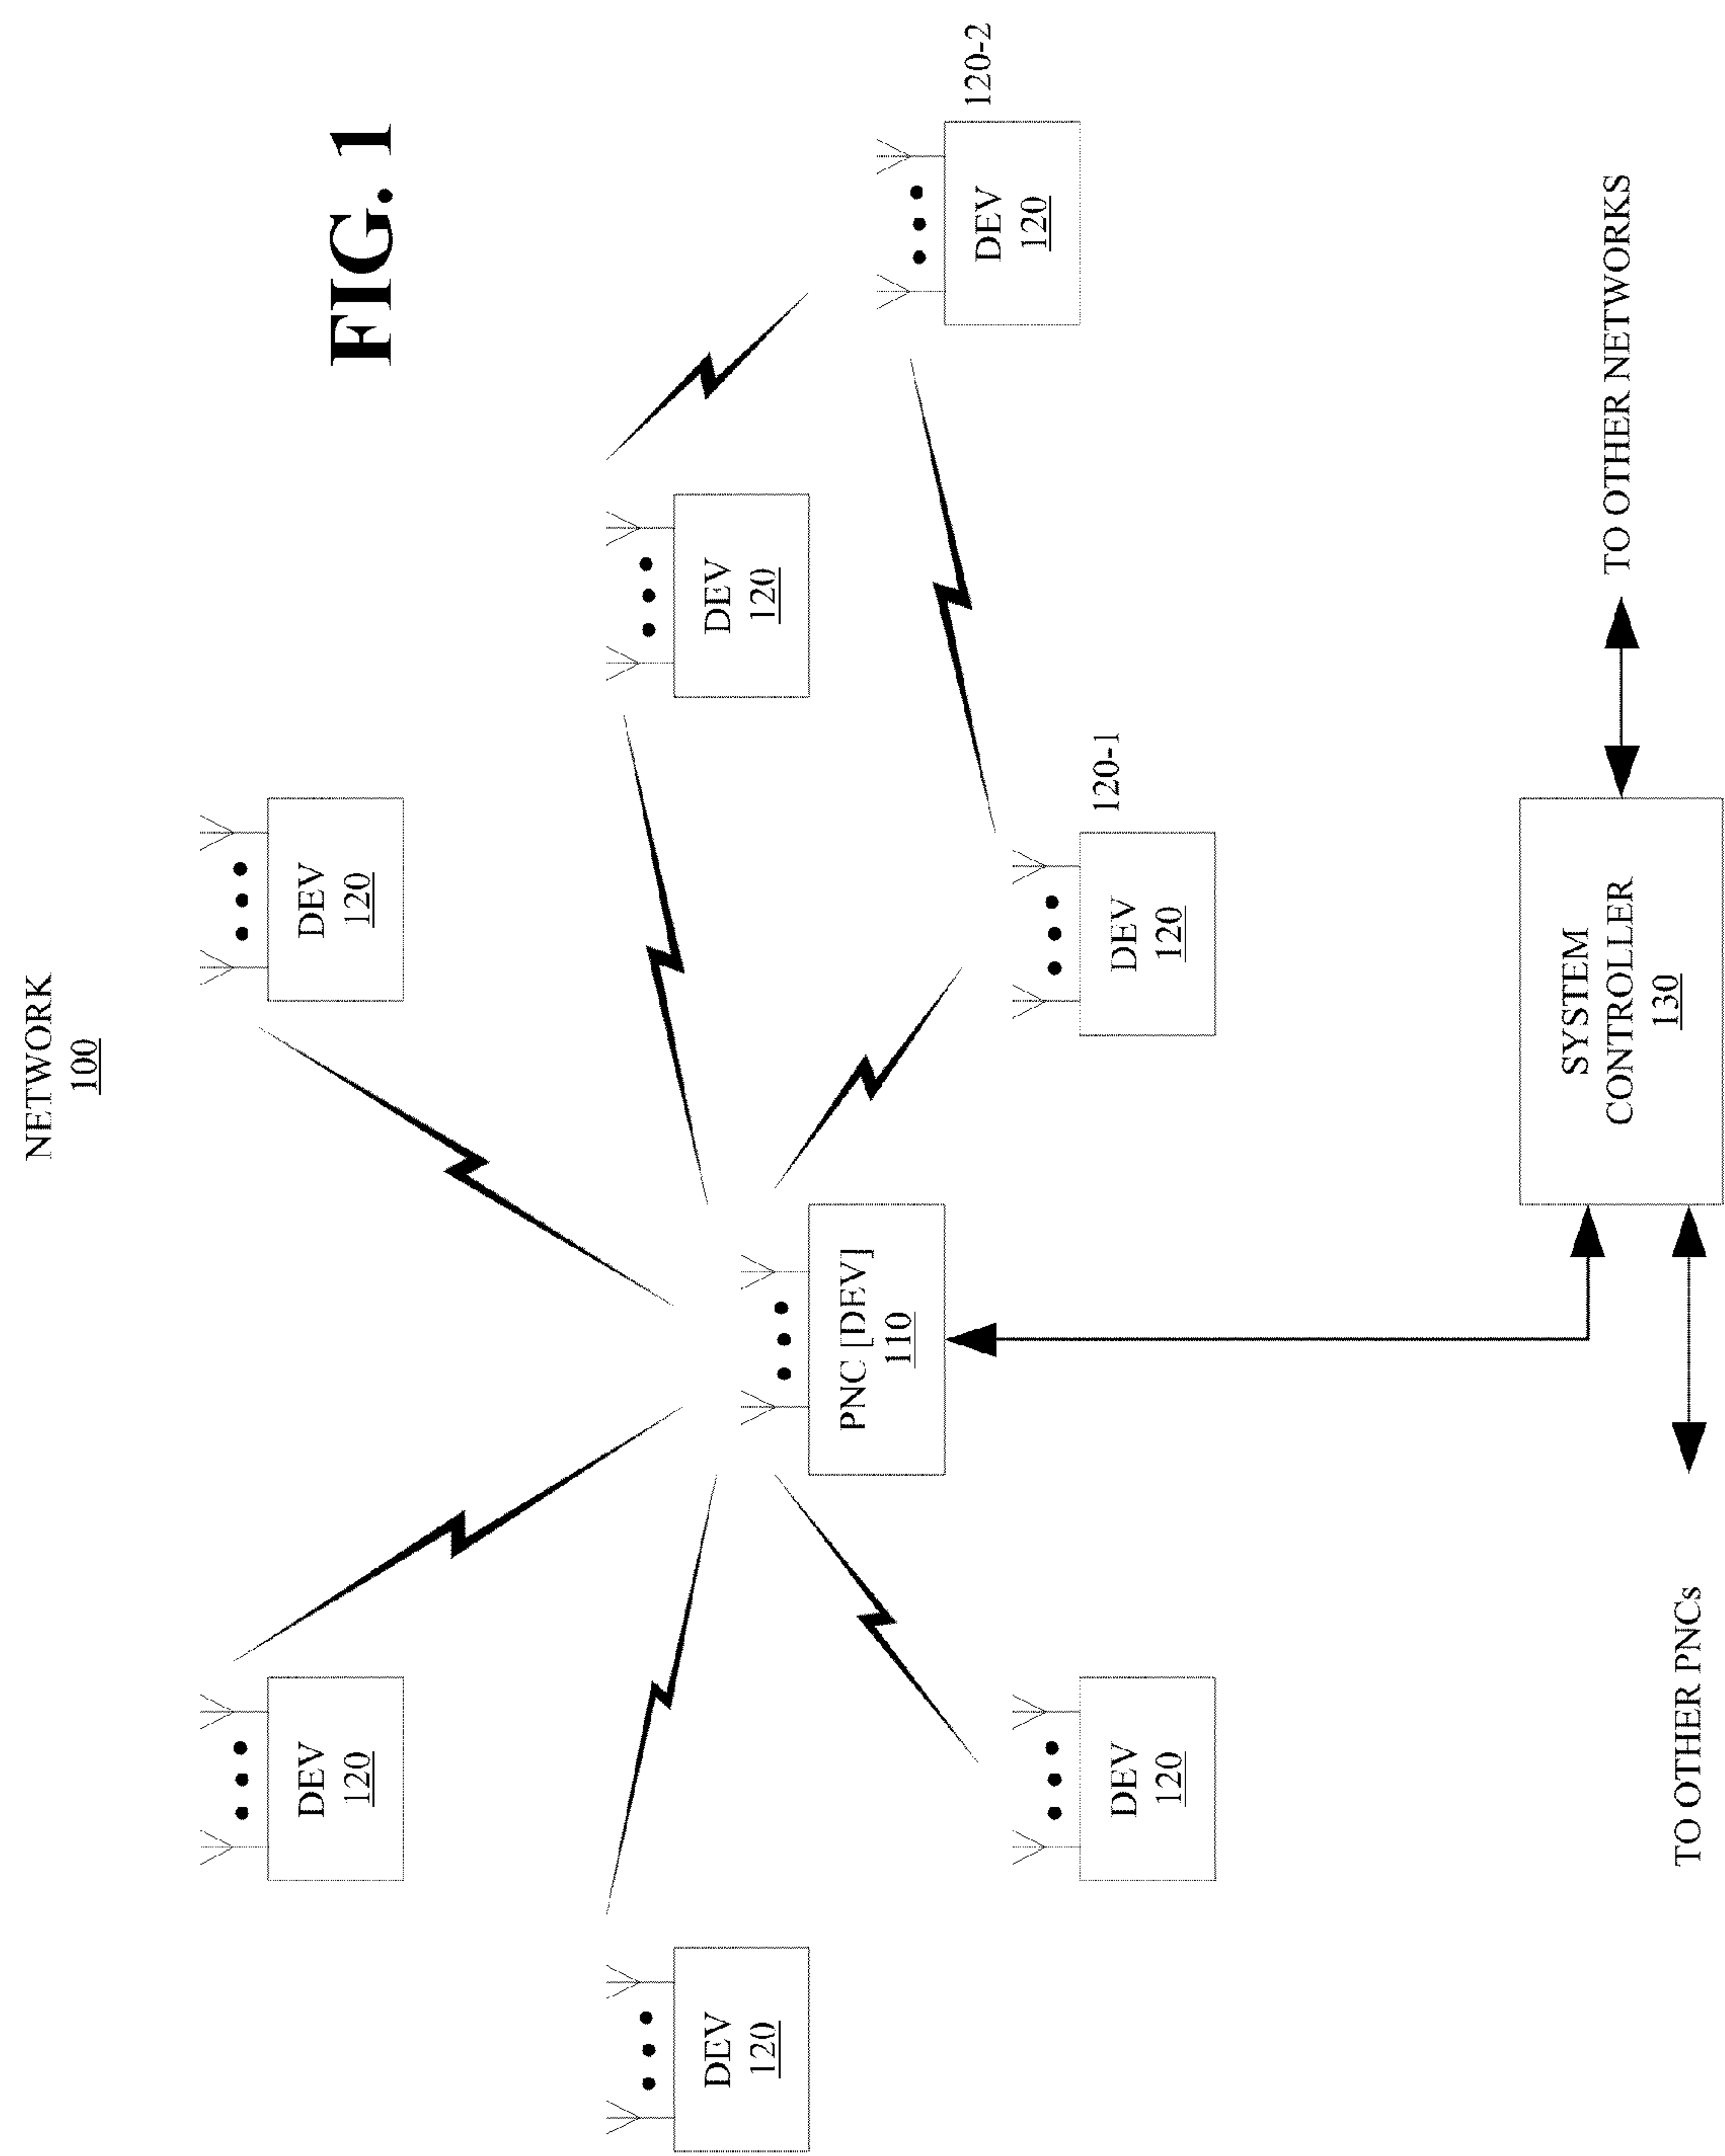 NETWORK
100
FIG. 1
DEV
120
DEV
120
DEV
120
DEV
120
PNC [DEV]
110
DEV
120
120-2
DEV
120
DEV
120
120-1
SYSTEM
CONTROLLER
130
TO OTHER NETWORKS
TO OTHER PNCs